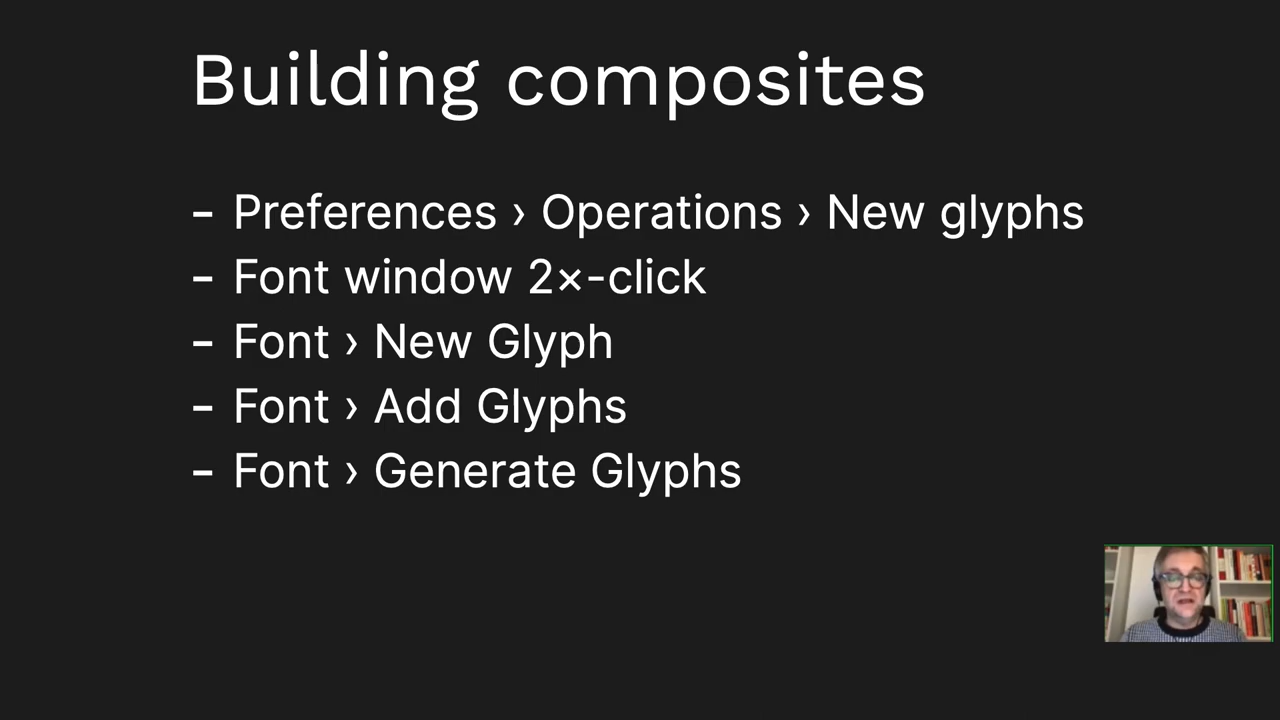 Building composites
– Preferences › Operations › New glyphs
– Font window 2×-click
– Font › New Glyph
– Font › Add Glyphs
– Font › Generate Glyphs